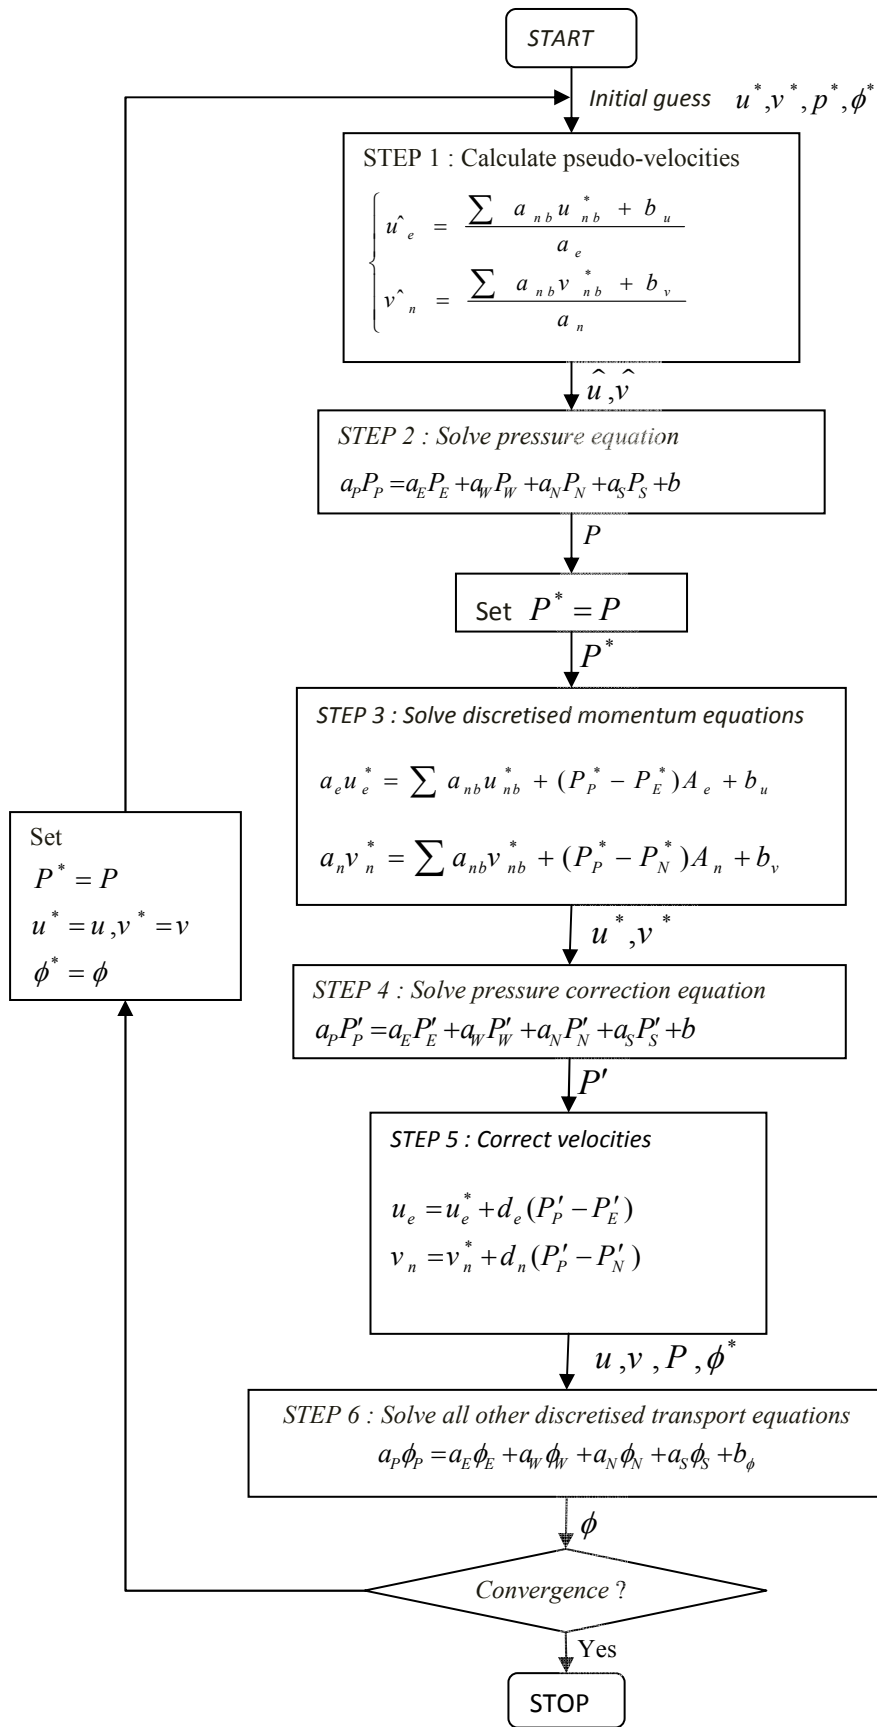 START
Initial guess u*,v*,p*,ϕ*
STEP 1 : Calculate pseudo-velocities
u^_e = (∑ a_nb u*_nb + b_u) / a_e
v^_n = (∑ a_nb v*_nb + b_v) / a_n
û,v̂
STEP 2 : Solve pressure equation
a_P P_P = a_E P_E + a_W P_W + a_N P_N + a_S P_S + b
P
Set P* = P
P*
STEP 3 : Solve discretised momentum equations
a_e u*_e = ∑ a_nb u*_nb + (P*_P − P*_E)A_e + b_u
a_n v*_n = ∑ a_nb v*_nb + (P*_P − P*_N)A_n + b_v
u*,v*
STEP 4 : Solve pressure correction equation
a_P P′_P = a_E P′_E + a_W P′_W + a_N P′_N + a_S P′_S + b
P′
STEP 5 : Correct velocities
u_e = u*_e + d_e(P′_P − P′_E)
v_n = v*_n + d_n(P′_P − P′_N)
u,v,P,ϕ*
STEP 6 : Solve all other discretised transport equations
a_P ϕ_P = a_E ϕ_E + a_W ϕ_W + a_N ϕ_N + a_S ϕ_S + b_ϕ
ϕ
Convergence ?
Yes
STOP
Set
P* = P
u* = u,v* = v
ϕ* = ϕ